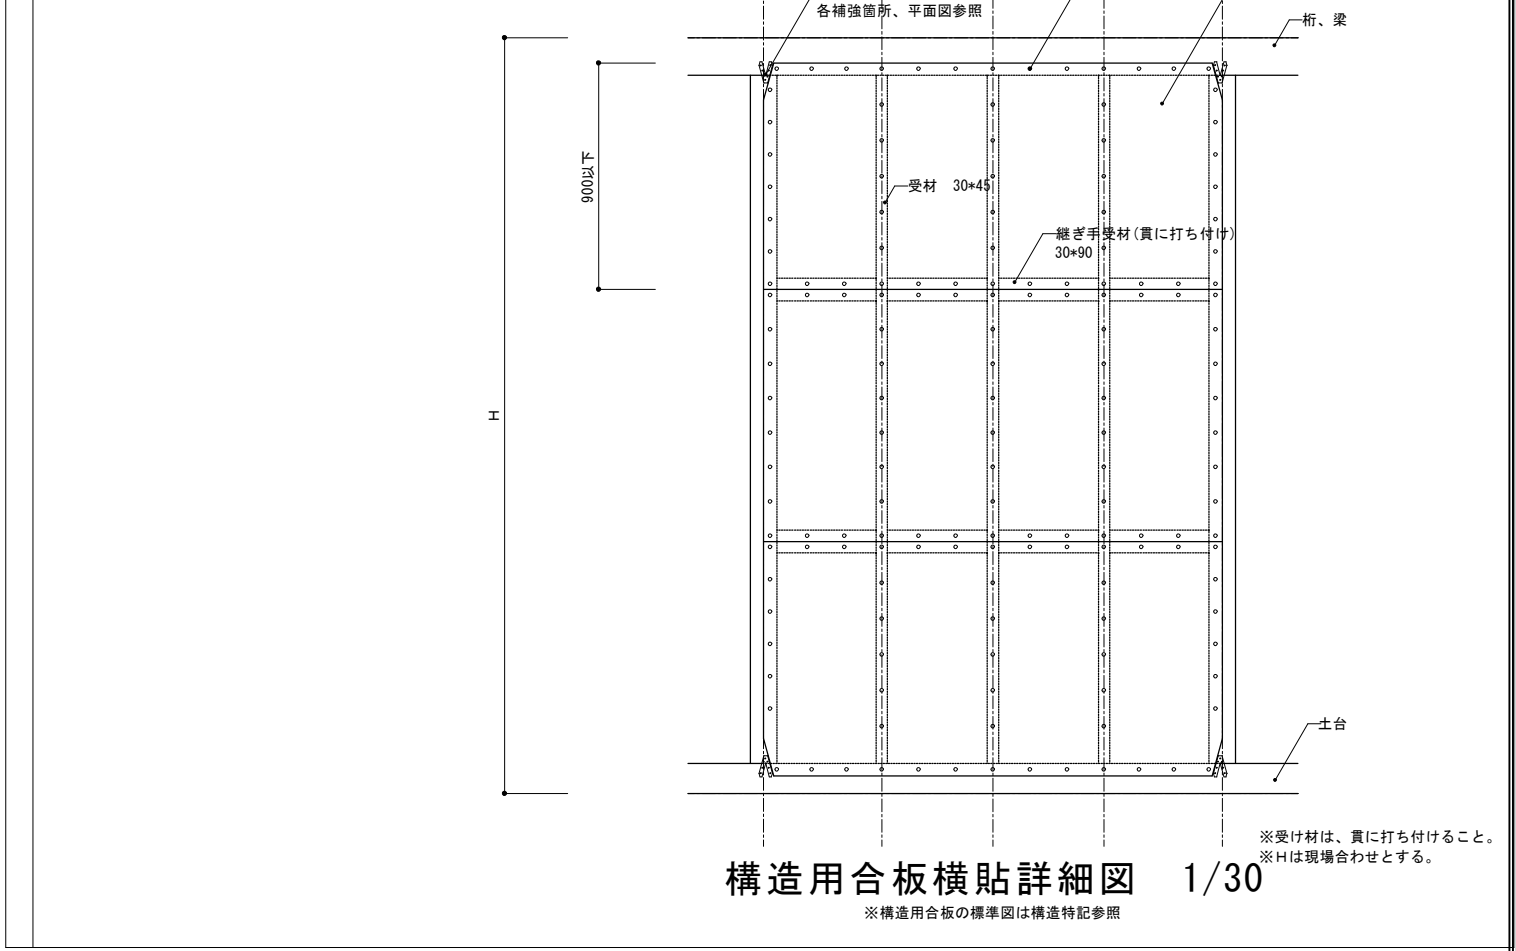 各補強箇所、平面図参照
桁、梁
900以下
受材　30*45
継ぎ手受材(貫に打ち付け)
30*90
H
土台
※受け材は、貫に打ち付けること。
※Hは現場合わせとする。
構造用合板横貼詳細図　1/30
※構造用合板の標準図は構造特記参照